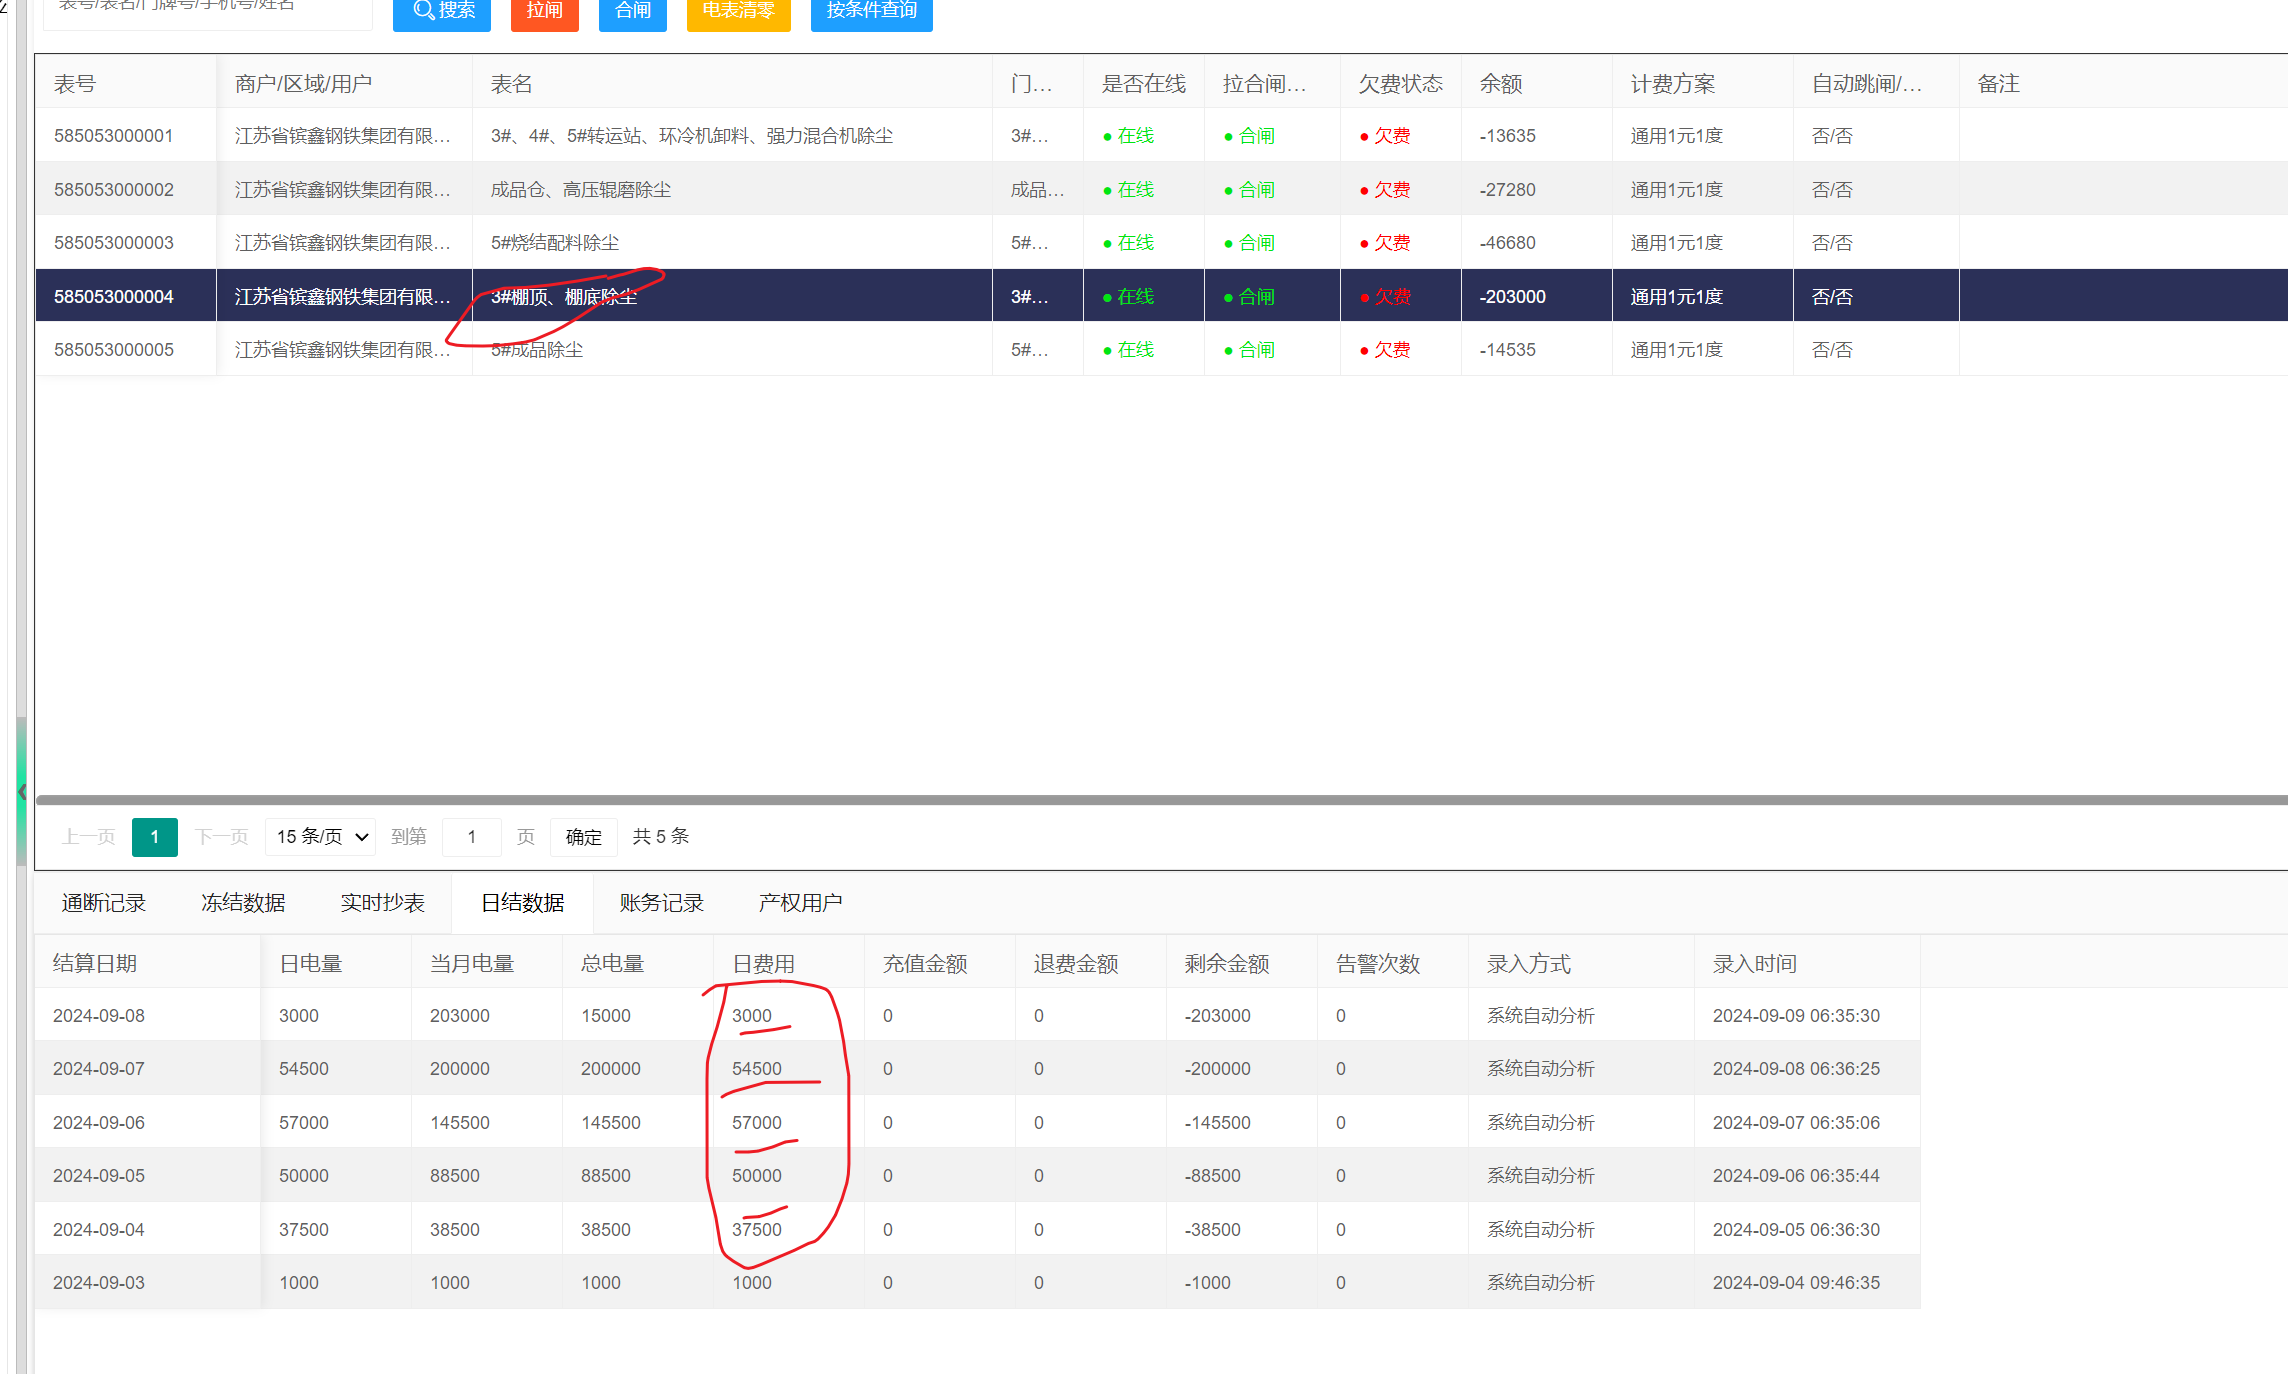 表号/表名/门牌号/手机号/姓名 搜索 拉闸 合闸 电表清零 按条件查询
表号 商户/区域/用户 表名 门… 是否在线 拉合闸… 欠费状态 余额 计费方案 自动跳闸/… 备注
585053000001 江苏省镔鑫钢铁集团有限… 3#、4#、5#转运站、环冷机卸料、强力混合机除尘 3#… 在线 合闸 欠费 -13635 通用1元1度 否/否
585053000002 江苏省镔鑫钢铁集团有限… 成品仓、高压辊磨除尘 成品… 在线 合闸 欠费 -27280 通用1元1度 否/否
585053000003 江苏省镔鑫钢铁集团有限… 5#烧结配料除尘 5#… 在线 合闸 欠费 -46680 通用1元1度 否/否
585053000004 江苏省镔鑫钢铁集团有限… 3#棚顶、棚底除尘 3#… 在线 合闸 欠费 -203000 通用1元1度 否/否
585053000005 江苏省镔鑫钢铁集团有限… 5#成品除尘 5#… 在线 合闸 欠费 -14535 通用1元1度 否/否
上一页 1 下一页 15 条/页 到第 1 页 确定 共 5 条
通断记录 冻结数据 实时抄表 日结数据 账务记录 产权用户
结算日期 日电量 当月电量 总电量 日费用 充值金额 退费金额 剩余金额 告警次数 录入方式 录入时间
2024-09-08 3000 203000 15000 3000 0 0 -203000 0 系统自动分析 2024-09-09 06:35:30
2024-09-07 54500 200000 200000 54500 0 0 -200000 0 系统自动分析 2024-09-08 06:36:25
2024-09-06 57000 145500 145500 57000 0 0 -145500 0 系统自动分析 2024-09-07 06:35:06
2024-09-05 50000 88500 88500 50000 0 0 -88500 0 系统自动分析 2024-09-06 06:35:44
2024-09-04 37500 38500 38500 37500 0 0 -38500 0 系统自动分析 2024-09-05 06:36:30
2024-09-03 1000 1000 1000 1000 0 0 -1000 0 系统自动分析 2024-09-04 09:46:35